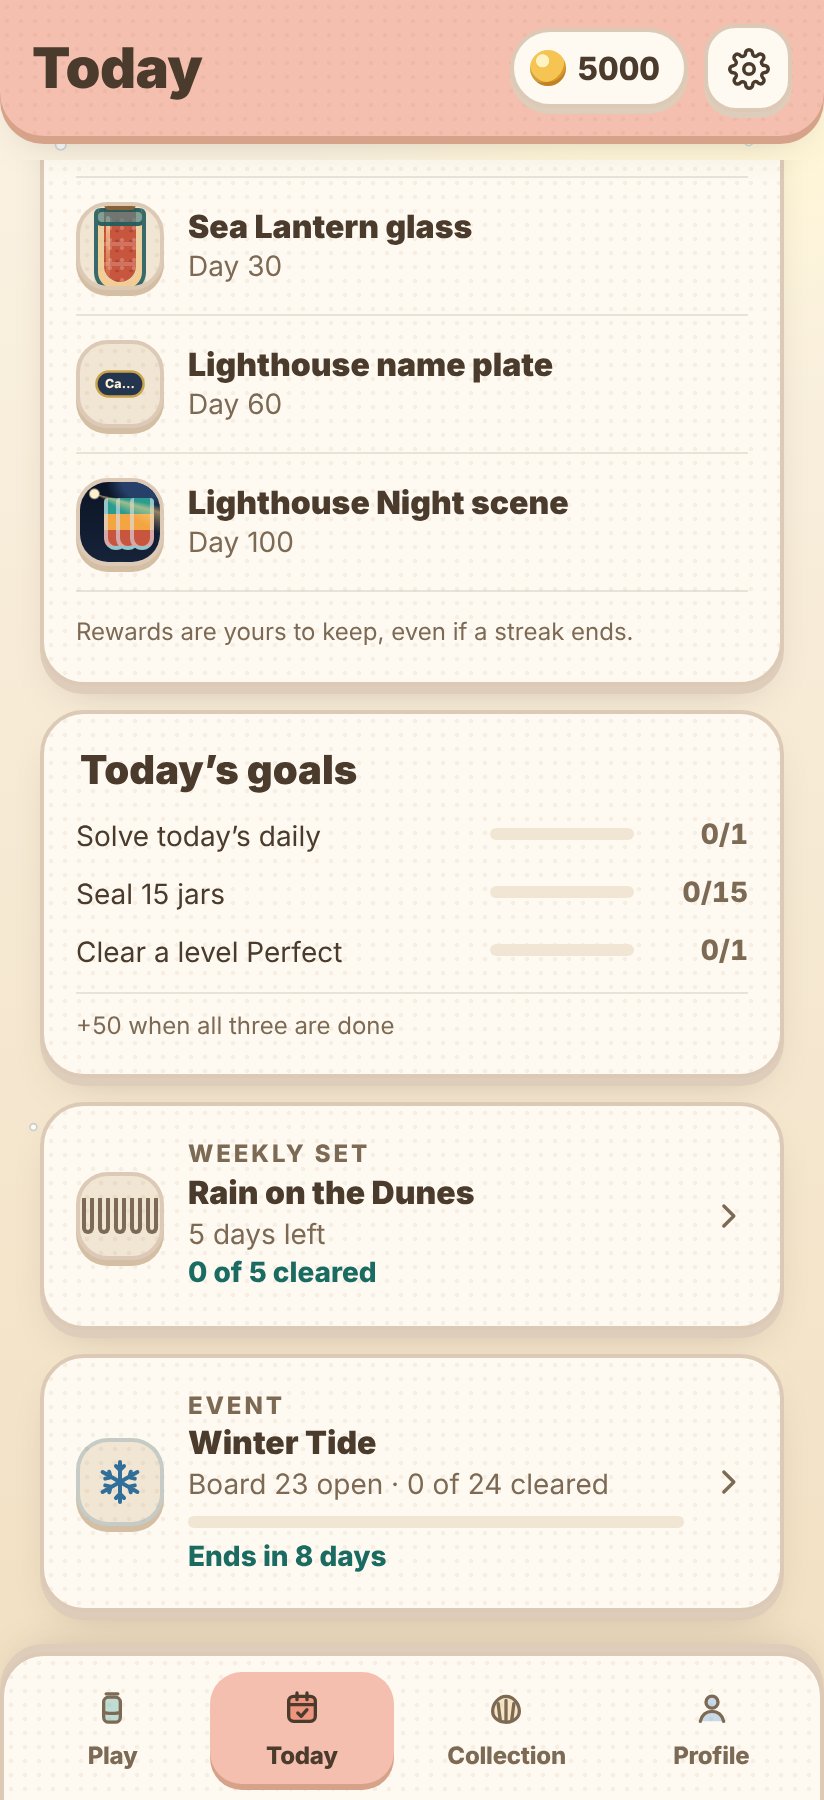 Today
5000
Sea Lantern glass
Day 30
Ca...
Lighthouse name plate
Day 60
Lighthouse Night scene
Day 100
Rewards are yours to keep, even if a streak ends.
Today’s goals
Solve today’s daily 0/1
Seal 15 jars 0/15
Clear a level Perfect 0/1
+50 when all three are done
WEEKLY SET
Rain on the Dunes
5 days left
0 of 5 cleared
EVENT
Winter Tide
Board 23 open · 0 of 24 cleared
Ends in 8 days
Play Today Collection Profile